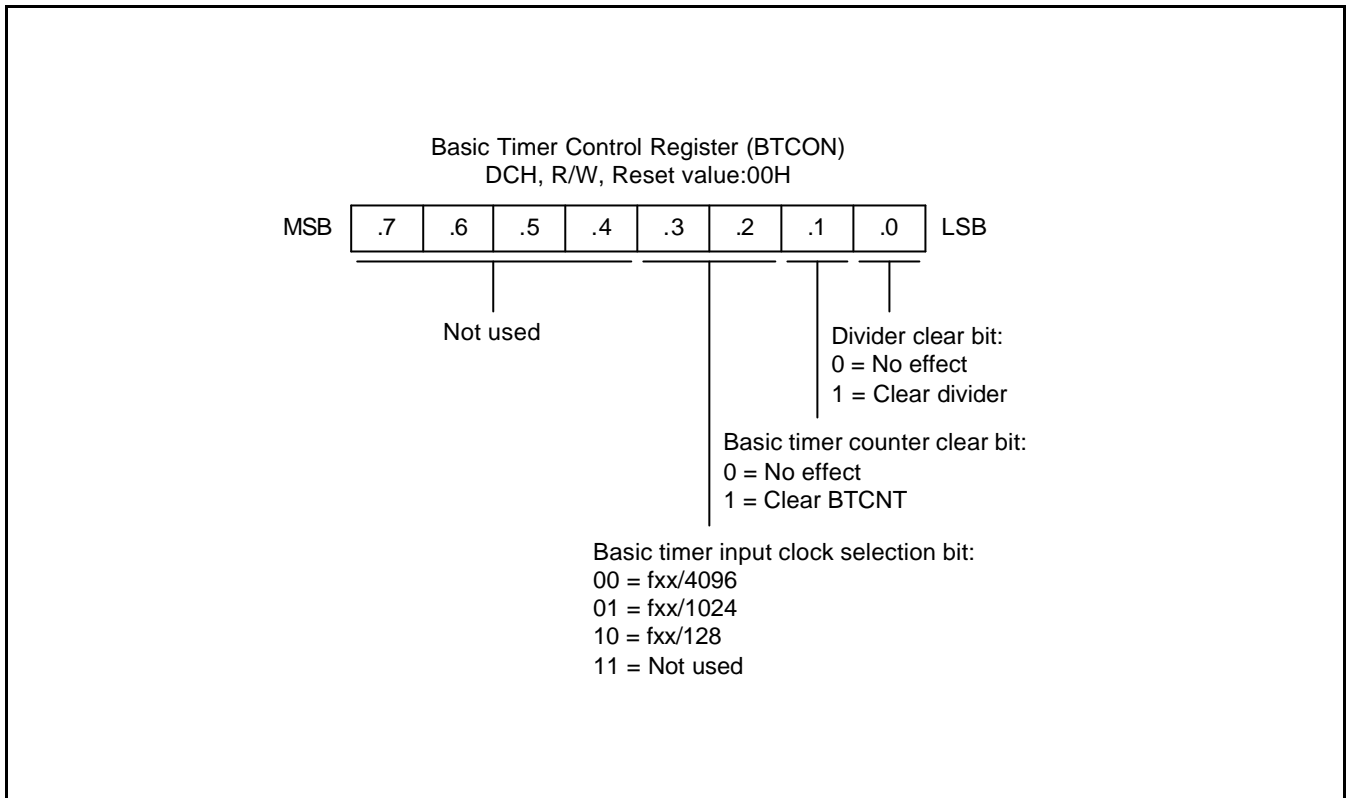 Basic Timer Control Register (BTCON)
DCH, R/W, Reset value:00H
MSB .7 .6 .5 .4 .3 .2 .1 .0 LSB
Not used
Divider clear bit:
0 = No effect
1 = Clear divider
Basic timer counter clear bit:
0 = No effect
1 = Clear BTCNT
Basic timer input clock selection bit:
00 = fxx/4096
01 = fxx/1024
10 = fxx/128
11 = Not used